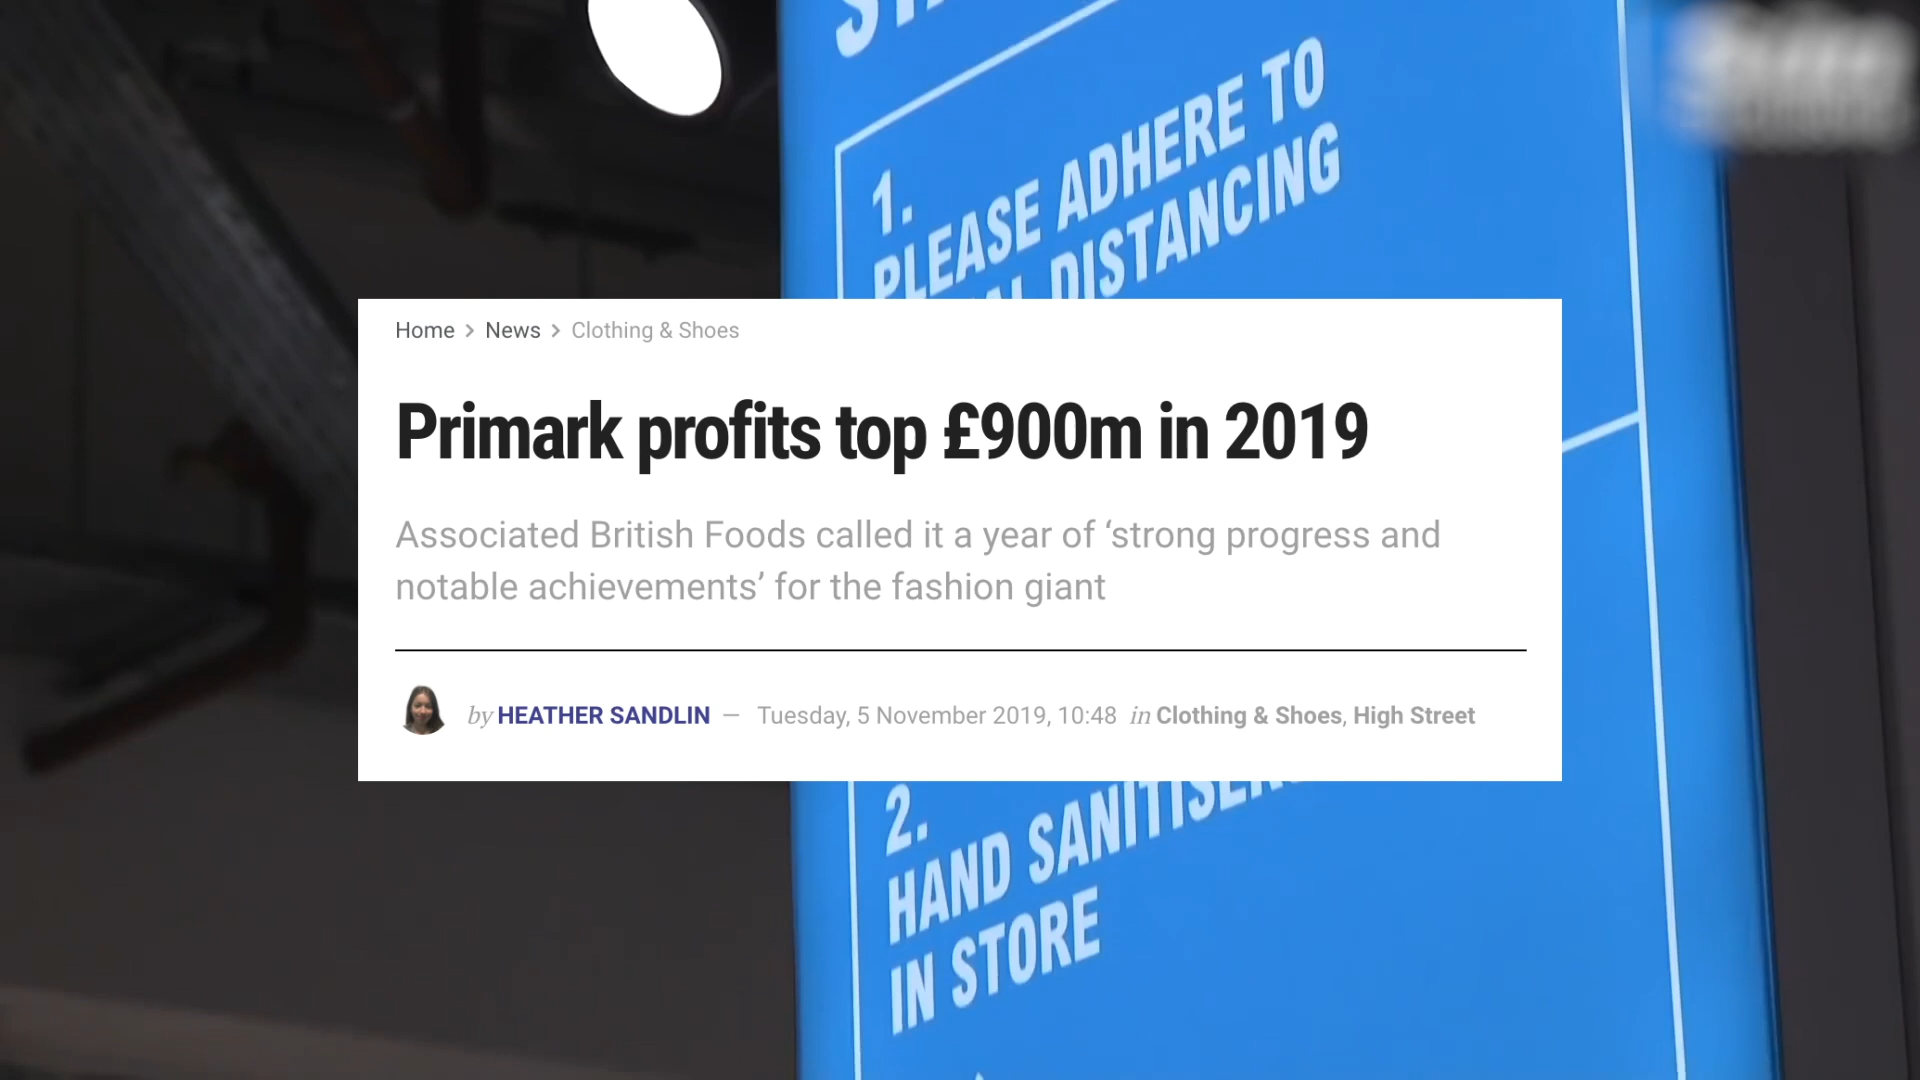 1.
PLEASE ADHERE TO
DISTANCING
Home > News > Clothing & Shoes
Primark profits top £900m in 2019
Associated British Foods called it a year of ‘strong progress and
notable achievements’ for the fashion giant
by HEATHER SANDLIN — Tuesday, 5 November 2019, 10:48 in Clothing & Shoes, High Street
2.
HAND SANITISER
IN STORE